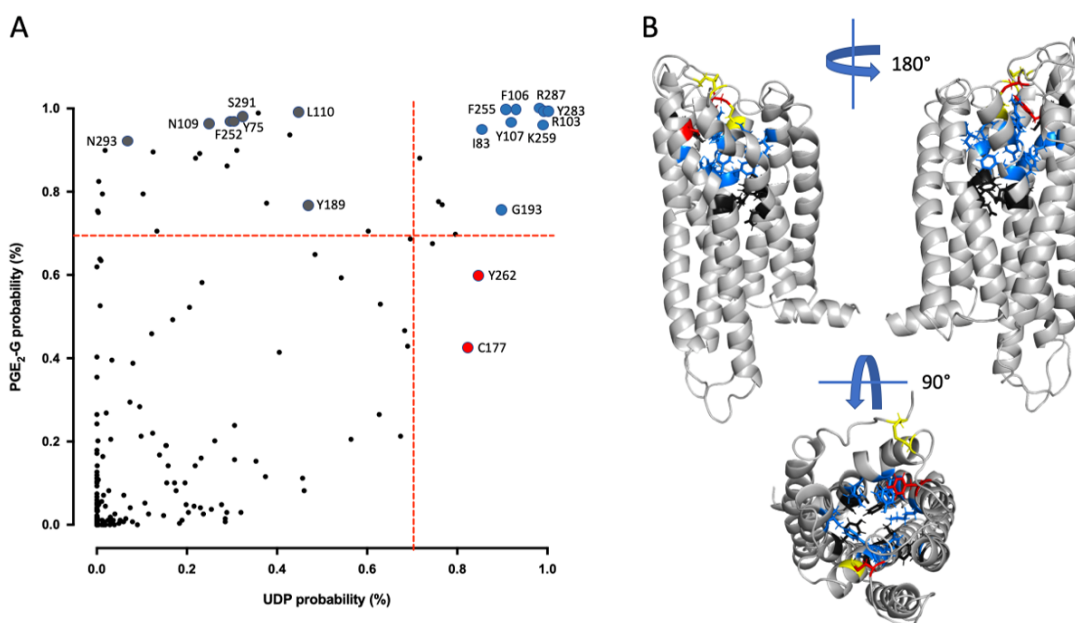 A
B
180°
PGE2-G probability (%)
1.0
0.8
0.6
0.4
0.2
0.0
S291
N109
F252
Y75
L110
N293
Y189
F106
R287
F255
Y283
R103
Y107
K259
I83
G193
Y262
C177
90°
0.0 0.2 0.4 0.6 0.8 1.0
UDP probability (%)